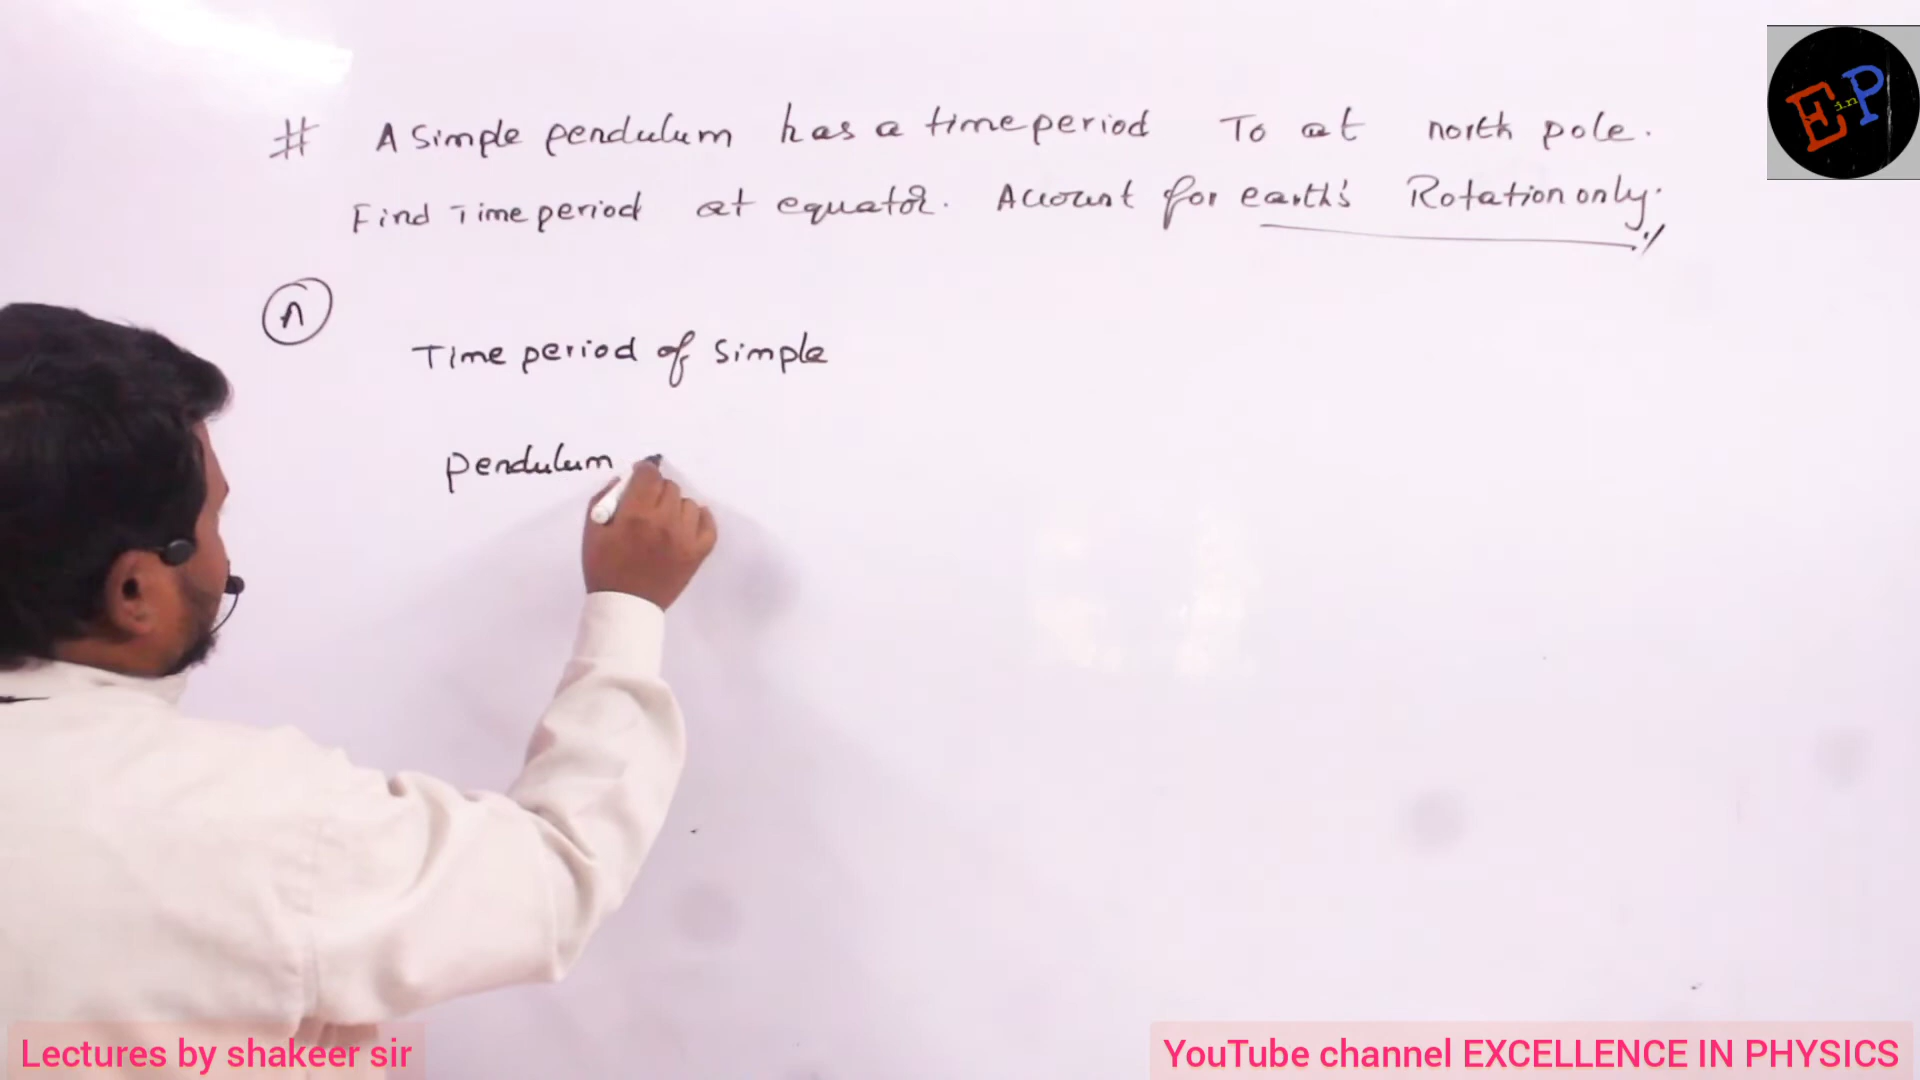 # A Simple pendulum has a time period To at north pole.
Find Time period at equator. Account for earth's Rotation only.
A
Time period of Simple
pendulum
E in P
Lectures by shakeer sir
YouTube channel EXCELLENCE IN PHYSICS